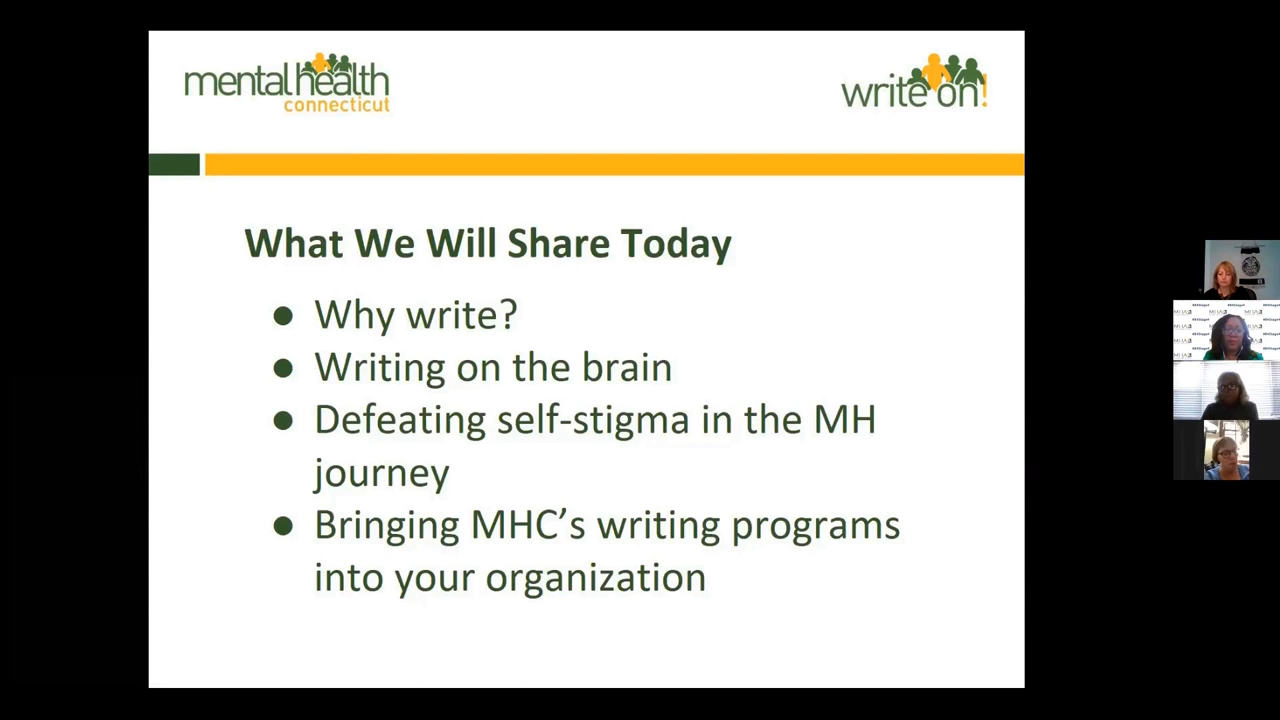 mental health
connecticut
write on!
What We Will Share Today
● Why write?
● Writing on the brain
● Defeating self-stigma in the MH
journey
● Bringing MHC’s writing programs
into your organization